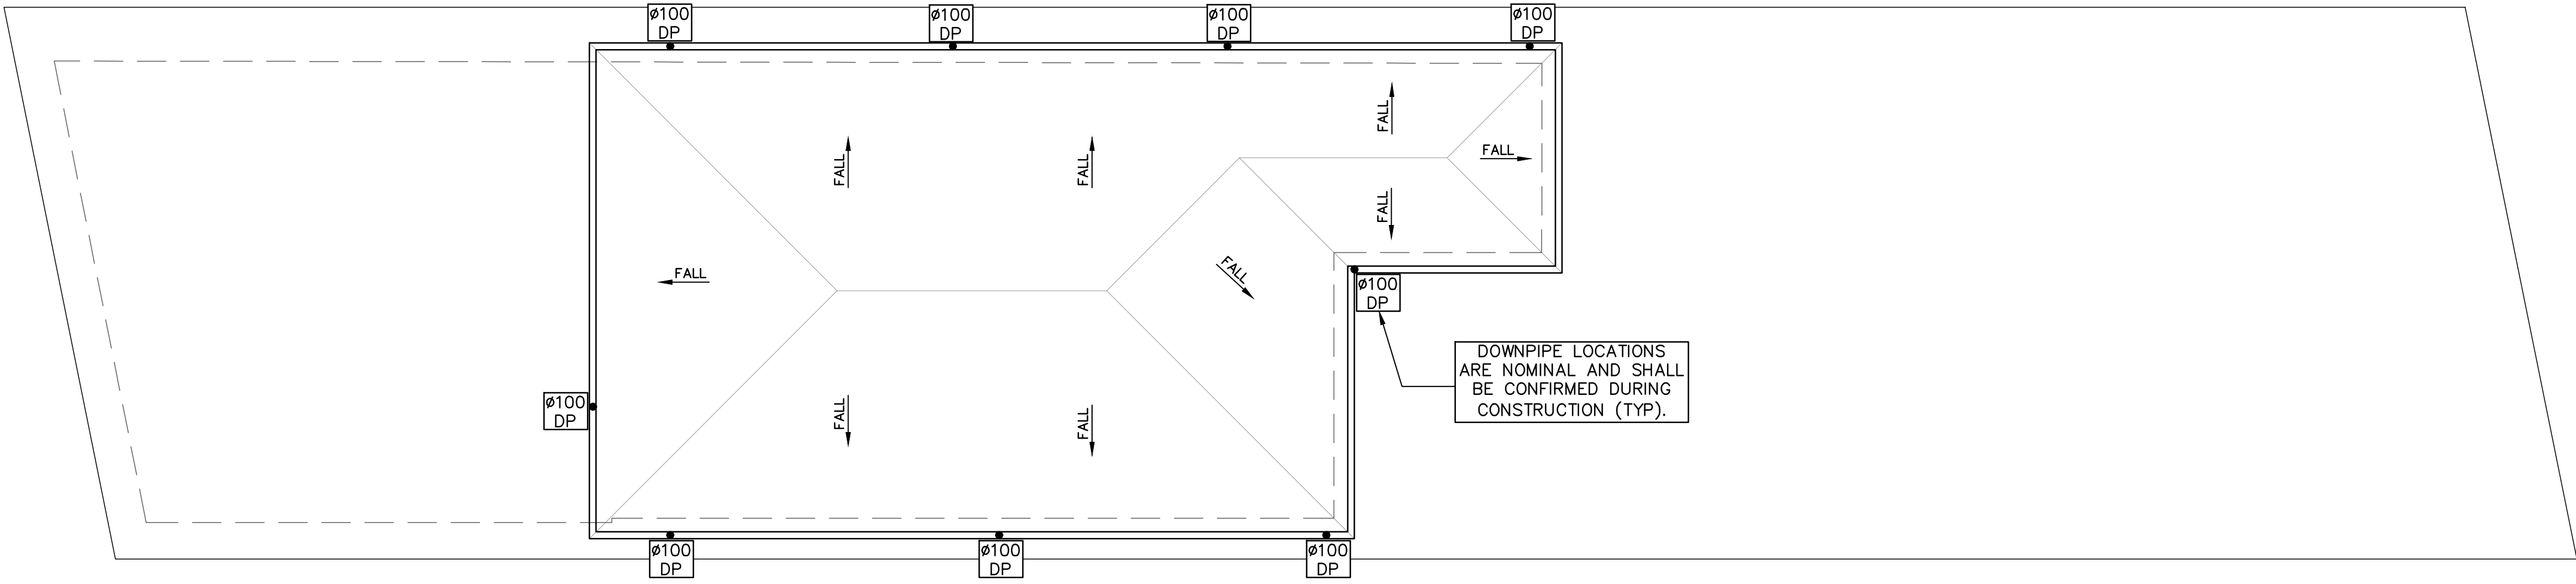 ø100
DP
ø100
DP
ø100
DP
ø100
DP
FALL
FALL
FALL
FALL
FALL
FALL
FALL
ø100
DP
DOWNPIPE LOCATIONS
ARE NOMINAL AND SHALL
BE CONFIRMED DURING
CONSTRUCTION (TYP).
ø100
DP
FALL
FALL
ø100
DP
ø100
DP
ø100
DP